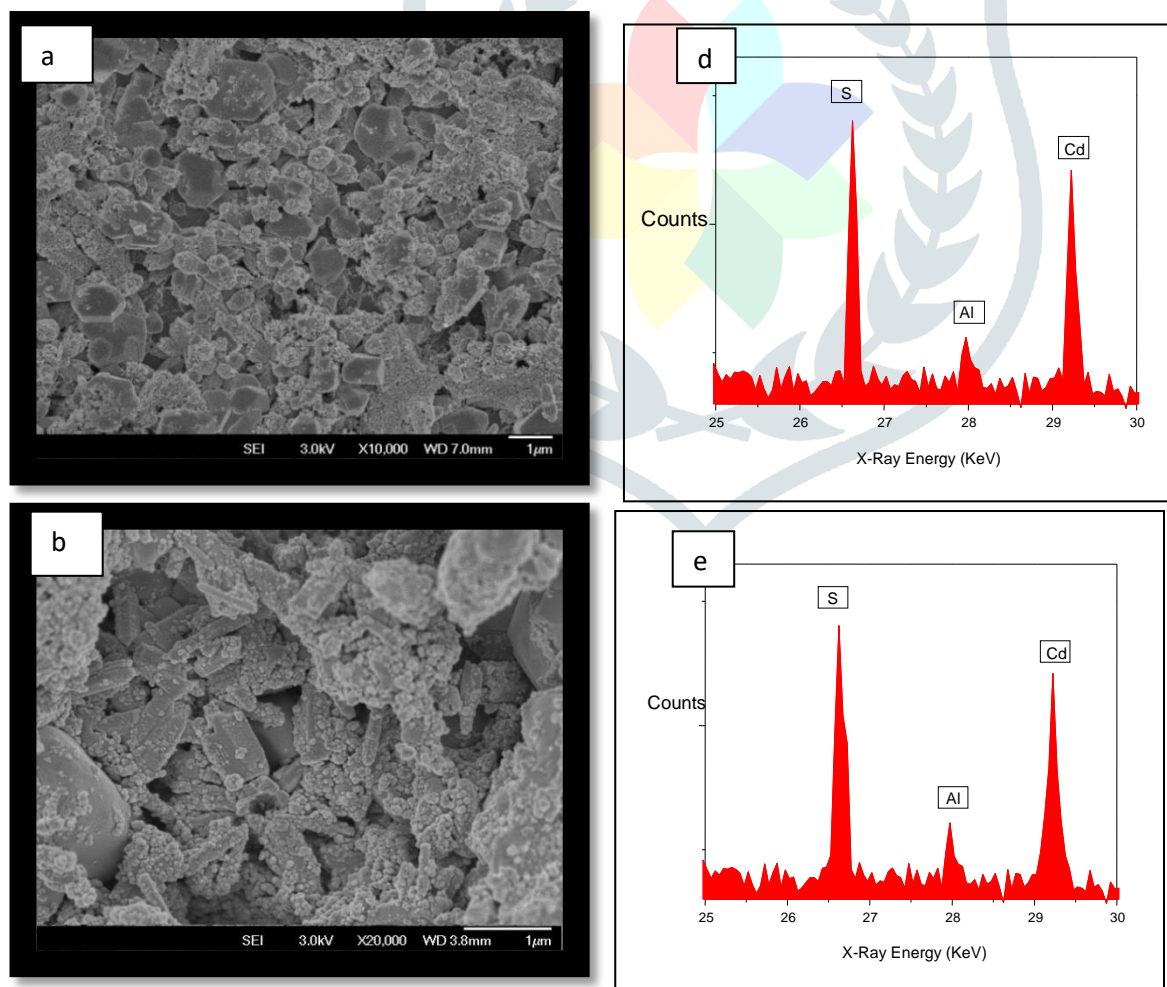 a
SEI 3.0kV X10,000 WD 7.0mm 1µm
d
S
Cd
Al
Counts
25 26 27 28 29 30
X-Ray Energy (KeV)
b
SEI 3.0kV X20,000 WD 3.8mm 1µm
e
S
Cd
Al
Counts
25 26 27 28 29 30
X-Ray Energy (KeV)